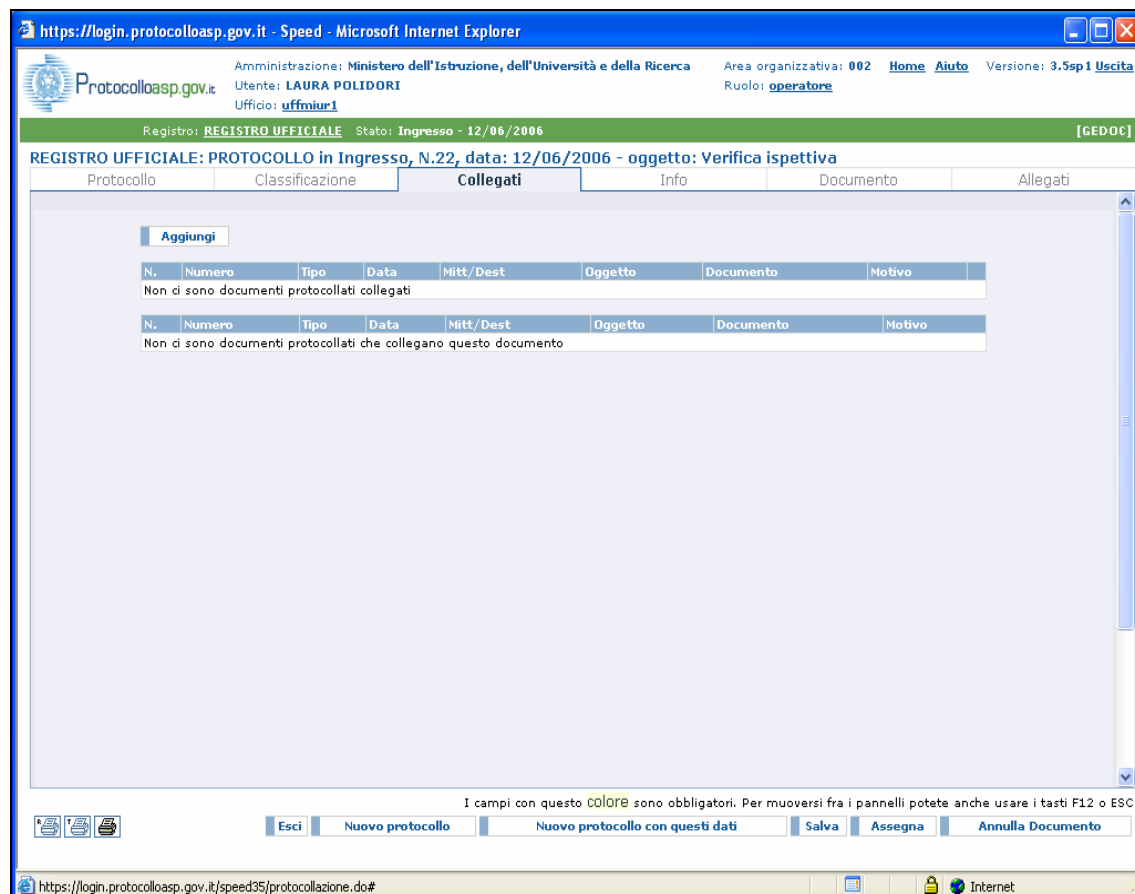 https://login.protocolloasp.gov.it - Speed - Microsoft Internet Explorer
Protocolloasp.gov.it
Amministrazione: Ministero dell'Istruzione, dell'Università e della Ricerca Area organizzativa: 002 Home Aiuto Versione: 3.5sp1 Uscita
Utente: LAURA POLIDORI Ruolo: operatore
Ufficio: uffmiur1
Registro: REGISTRO UFFICIALE Stato: Ingresso - 12/06/2006 [GEDOC]
REGISTRO UFFICIALE: PROTOCOLLO in Ingresso, N.22, data: 12/06/2006 - oggetto: Verifica ispettiva
Protocollo Classificazione Collegati Info Documento Allegati
Aggiungi
N. Numero Tipo Data Mitt/Dest Oggetto Documento Motivo
Non ci sono documenti protocollati collegati
N. Numero Tipo Data Mitt/Dest Oggetto Documento Motivo
Non ci sono documenti protocollati che collegano questo documento
I campi con questo colore sono obbligatori. Per muoversi fra i pannelli potete anche usare i tasti F12 o ESC
R T Esci Nuovo protocollo Nuovo protocollo con questi dati Salva Assegna Annulla Documento
https://login.protocolloasp.gov.it/speed35/protocollazione.do# Internet